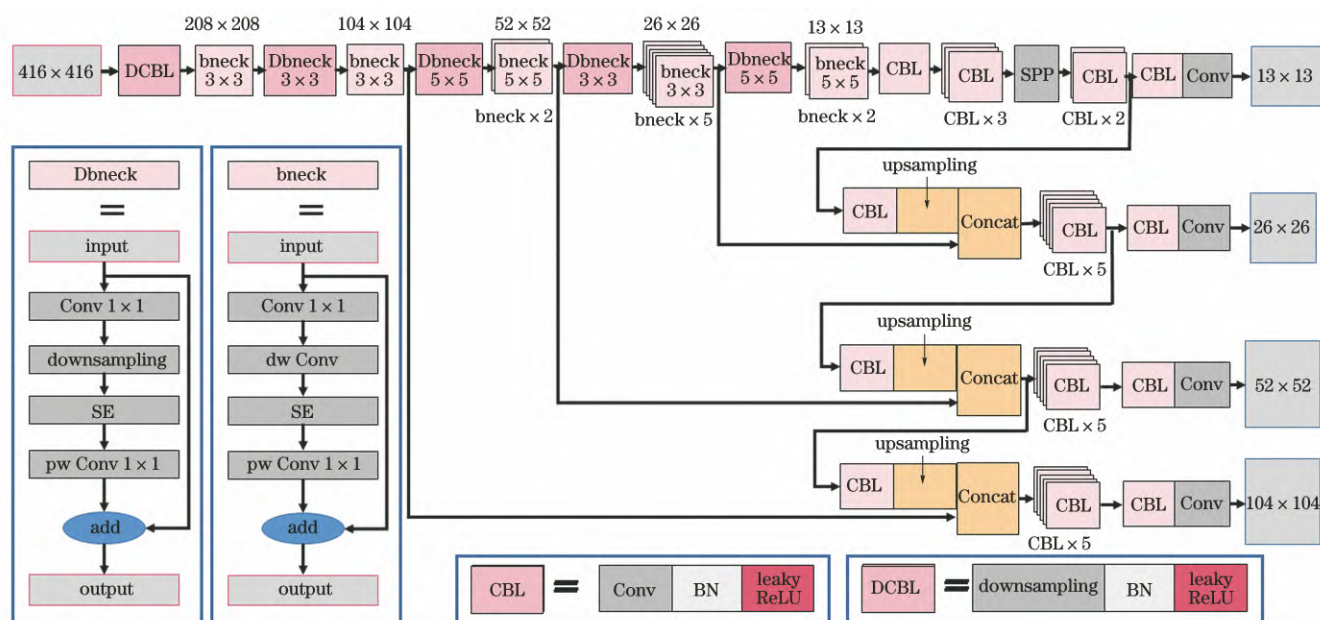 208 × 208
104 × 104
52 × 52
26 × 26
13 × 13
416 × 416
DCBL
bneck
3 × 3
Dbneck
3 × 3
bneck
3 × 3
Dbneck
5 × 5
bneck
5 × 5
bneck × 2
Dbneck
3 × 3
bneck
3 × 3
bneck × 5
Dbneck
5 × 5
bneck
5 × 5
bneck × 2
CBL
CBL
CBL × 3
SPP
CBL
CBL × 2
CBL
Conv
13 × 13
upsampling
CBL
Concat
CBL
CBL × 5
CBL
Conv
26 × 26
upsampling
CBL
Concat
CBL
CBL × 5
CBL
Conv
52 × 52
upsampling
CBL
Concat
CBL
CBL × 5
CBL
Conv
104 × 104
Dbneck
=
input
Conv 1 × 1
downsampling
SE
pw Conv 1 × 1
add
output
bneck
=
input
Conv 1 × 1
dw Conv
SE
pw Conv 1 × 1
add
output
CBL = Conv BN leaky
ReLU
DCBL = downsampling BN leaky
ReLU